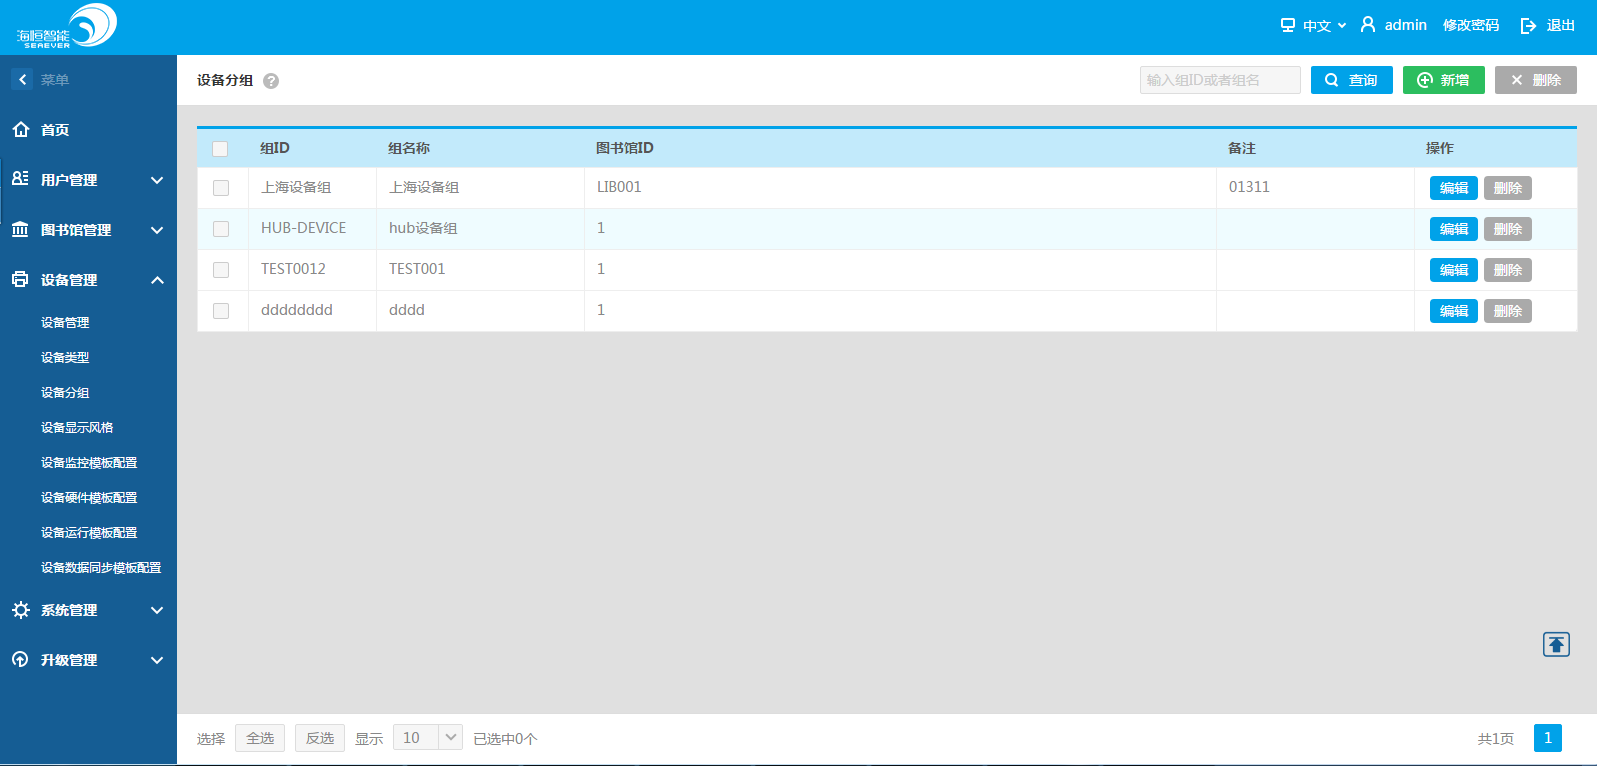 海恒智能
SEAEVER
中文 admin 修改密码 退出
菜单
首页
用户管理
图书馆管理
设备管理
设备管理
设备类型
设备分组
设备显示风格
设备监控模板配置
设备硬件模板配置
设备运行模板配置
设备数据同步模板配置
系统管理
升级管理
设备分组 ? 输入组ID或者组名 查询 新增 删除
组ID 组名称 图书馆ID 备注 操作
上海设备组 上海设备组 LIB001 01311 编辑 删除
HUB-DEVICE hub设备组 1 编辑 删除
TEST0012 TEST001 1 编辑 删除
dddddddd dddd 1 编辑 删除
选择 全选 反选 显示 10 已选中0个 共1页 1